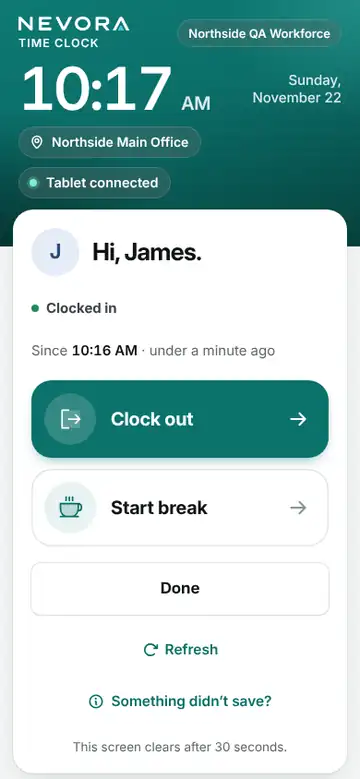 NEVORA
TIME CLOCK
Northside QA Workforce
10:17 AM
Sunday,
November 22
Northside Main Office
Tablet connected
J
Hi, James.
Clocked in
Since 10:16 AM · under a minute ago
Clock out
Start break
Done
Refresh
Something didn’t save?
This screen clears after 30 seconds.